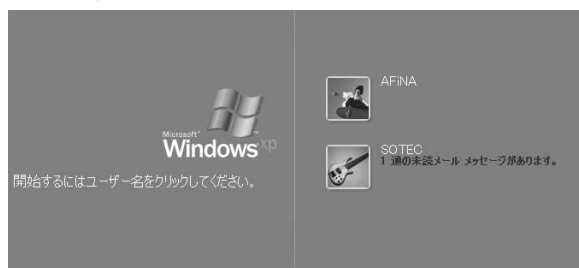 Microsoft
Windows xp
開始するにはユーザー名をクリックしてください。
AFiNA
SOTEC
1 通の未読メール メッセージがあります。